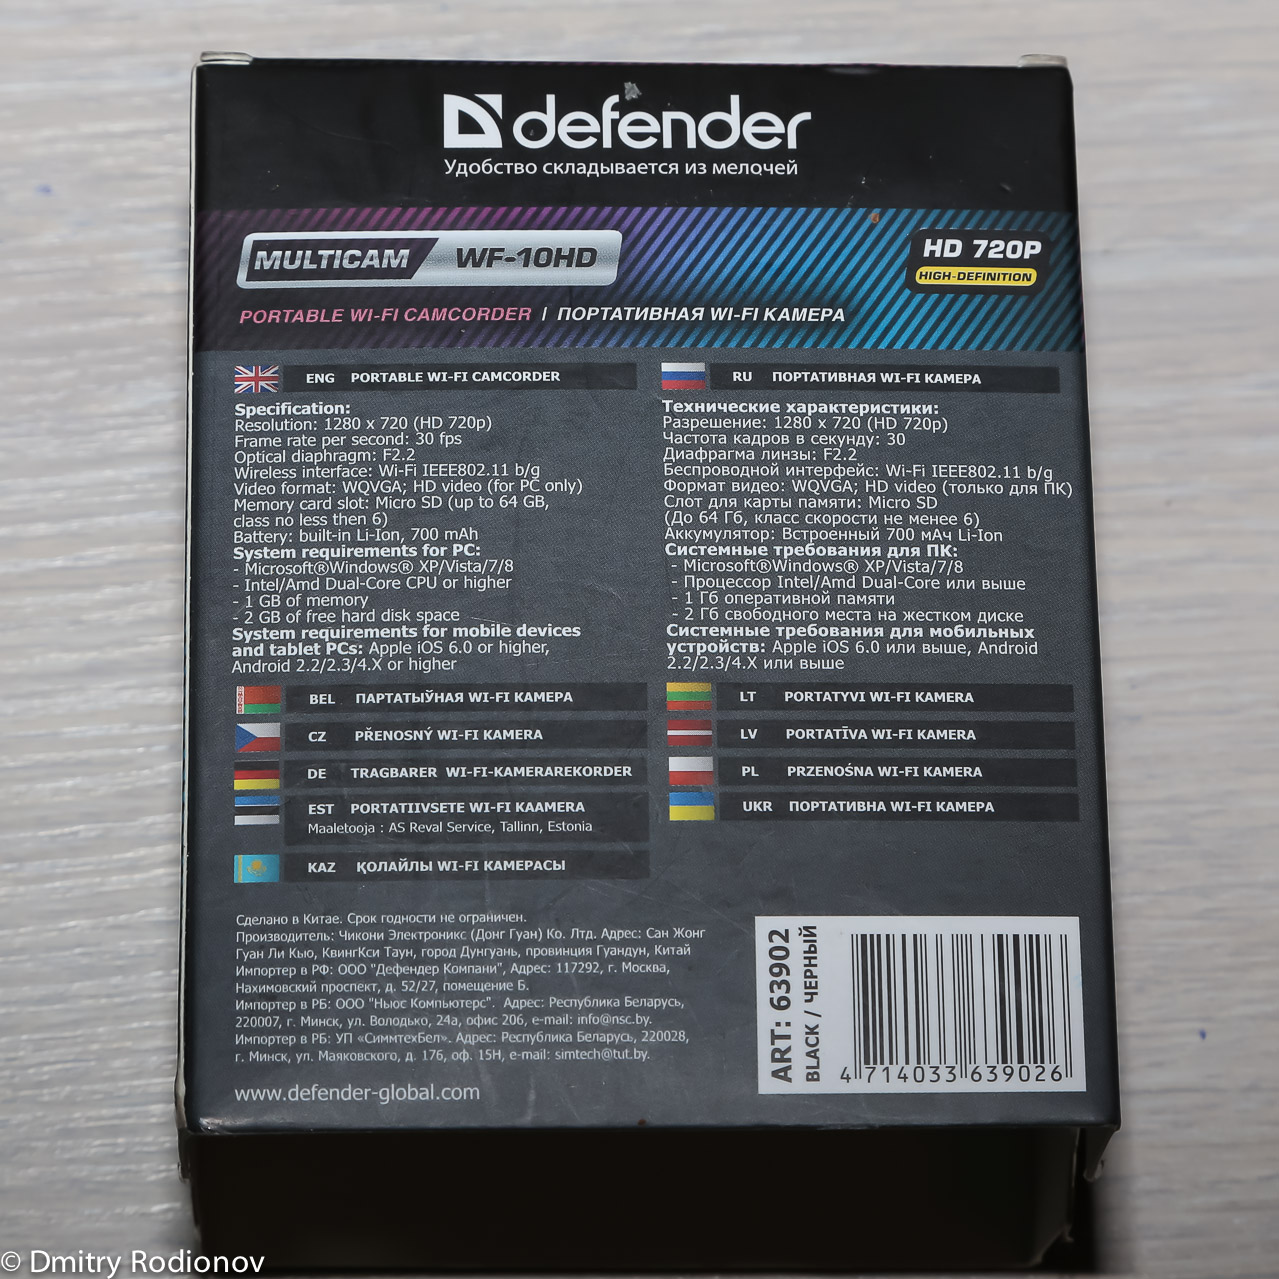 defender
Удобство складывается из мелочей
MULTICAM WF-10HD
HD 720P
HIGH-DEFINITION
PORTABLE WI-FI CAMCORDER / ПОРТАТИВНАЯ WI-FI КАМЕРА
ENG PORTABLE WI-FI CAMCORDER
Specification:
Resolution: 1280 x 720 (HD 720p)
Frame rate per second: 30 fps
Optical diaphragm: F2.2
Wireless interface: Wi-Fi IEEE802.11 b/g
Video format: WQVGA; HD video (for PC only)
Memory card slot: Micro SD (up to 64 GB,
class no less then 6)
Battery: built-in Li-Ion, 700 mAh
System requirements for PC:
- Microsoft®Windows® XP/Vista/7/8
- Intel/Amd Dual-Core CPU or higher
- 1 GB of memory
- 2 GB of free hard disk space
System requirements for mobile devices
and tablet PCs: Apple iOS 6.0 or higher,
Android 2.2/2.3/4.X or higher
RU ПОРТАТИВНАЯ WI-FI КАМЕРА
Технические характеристики:
Разрешение: 1280 x 720 (HD 720p)
Частота кадров в секунду: 30
Диафрагма линзы: F2.2
Беспроводной интерфейс: Wi-Fi IEEE802.11 b/g
Формат видео: WQVGA; HD video (только для ПК)
Слот для карты памяти: Micro SD
(До 64 Гб, класс скорости не менее 6)
Аккумулятор: Встроенный 700 мАч Li-Ion
Системные требования для ПК:
- Microsoft®Windows® XP/Vista/7/8
- Процессор Intel/Amd Dual-Core или выше
- 1 Гб оперативной памяти
- 2 Гб свободного места на жестком диске
Системные требования для мобильных
устройств: Apple iOS 6.0 или выше, Android
2.2/2.3/4.X или выше
BEL ПАРТАТЫЎНАЯ WI-FI КАМЕРА
CZ PŘENOSNÝ WI-FI KAMERA
DE TRAGBARER WI-FI-KAMERAREKORDER
EST PORTATIIVSETE WI-FI KAAMERA
Maaletooja : AS Reval Service, Tallinn, Estonia
KAZ ҚОЛАЙЛЫ WI-FI КАМЕРАСЫ
LT PORTATYVI WI-FI KAMERA
LV PORTATĪVA WI-FI KAMERA
PL PRZENOŚNA WI-FI KAMERA
UKR ПОРТАТИВНА WI-FI КАМЕРА
Сделано в Китае. Срок годности не ограничен.
Производитель: Чикони Электроникс (Донг Гуан) Ко. Лтд. Адрес: Сан Жонг
Гуан Ли Кью, КвингКси Таун, город Дунгуань, провинция Гуандун, Китай
Импортер в РФ: ООО "Дефендер Компани", Адрес: 117292, г. Москва,
Нахимовский проспект, д. 52/27, помещение Б.
Импортер в РБ: ООО "Ньюс Компьютерс". Адрес: Республика Беларусь,
220007, г. Минск, ул. Володько, 24а, офис 206, e-mail: info@nsc.by.
Импортер в РБ: УП «СиммтехБел». Адрес: Республика Беларусь, 220028,
г. Минск, ул. Маяковского, д. 176, оф. 15Н, e-mail: simtech@tut.by.
www.defender-global.com
ART: 63902
BLACK / ЧЕРНЫЙ
4 714033 639026
© Dmitry Rodionov